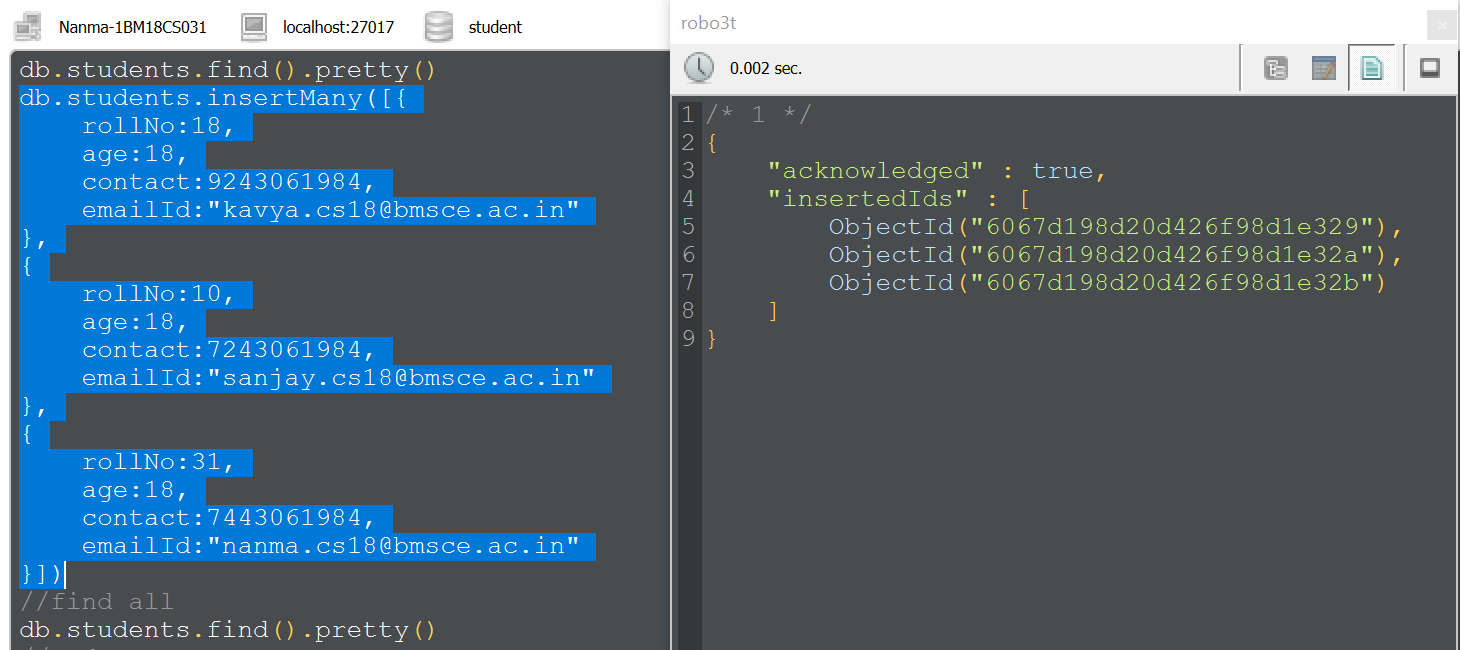 Nanma-1BM18CS031 localhost:27017 student
db.students.find().pretty()
db.students.insertMany([{
rollNo:18,
age:18,
contact:9243061984,
emailId:"kavya.cs18@bmsce.ac.in"
},
{
rollNo:10,
age:18,
contact:7243061984,
emailId:"sanjay.cs18@bmsce.ac.in"
},
{
rollNo:31,
age:18,
contact:7443061984,
emailId:"nanma.cs18@bmsce.ac.in"
}])
//find all
db.students.find().pretty()
robo3t
0.002 sec.
1 /* 1 */
2 {
3 "acknowledged" : true,
4 "insertedIds" : [
5 ObjectId("6067d198d20d426f98d1e329"),
6 ObjectId("6067d198d20d426f98d1e32a"),
7 ObjectId("6067d198d20d426f98d1e32b")
8 ]
9 }